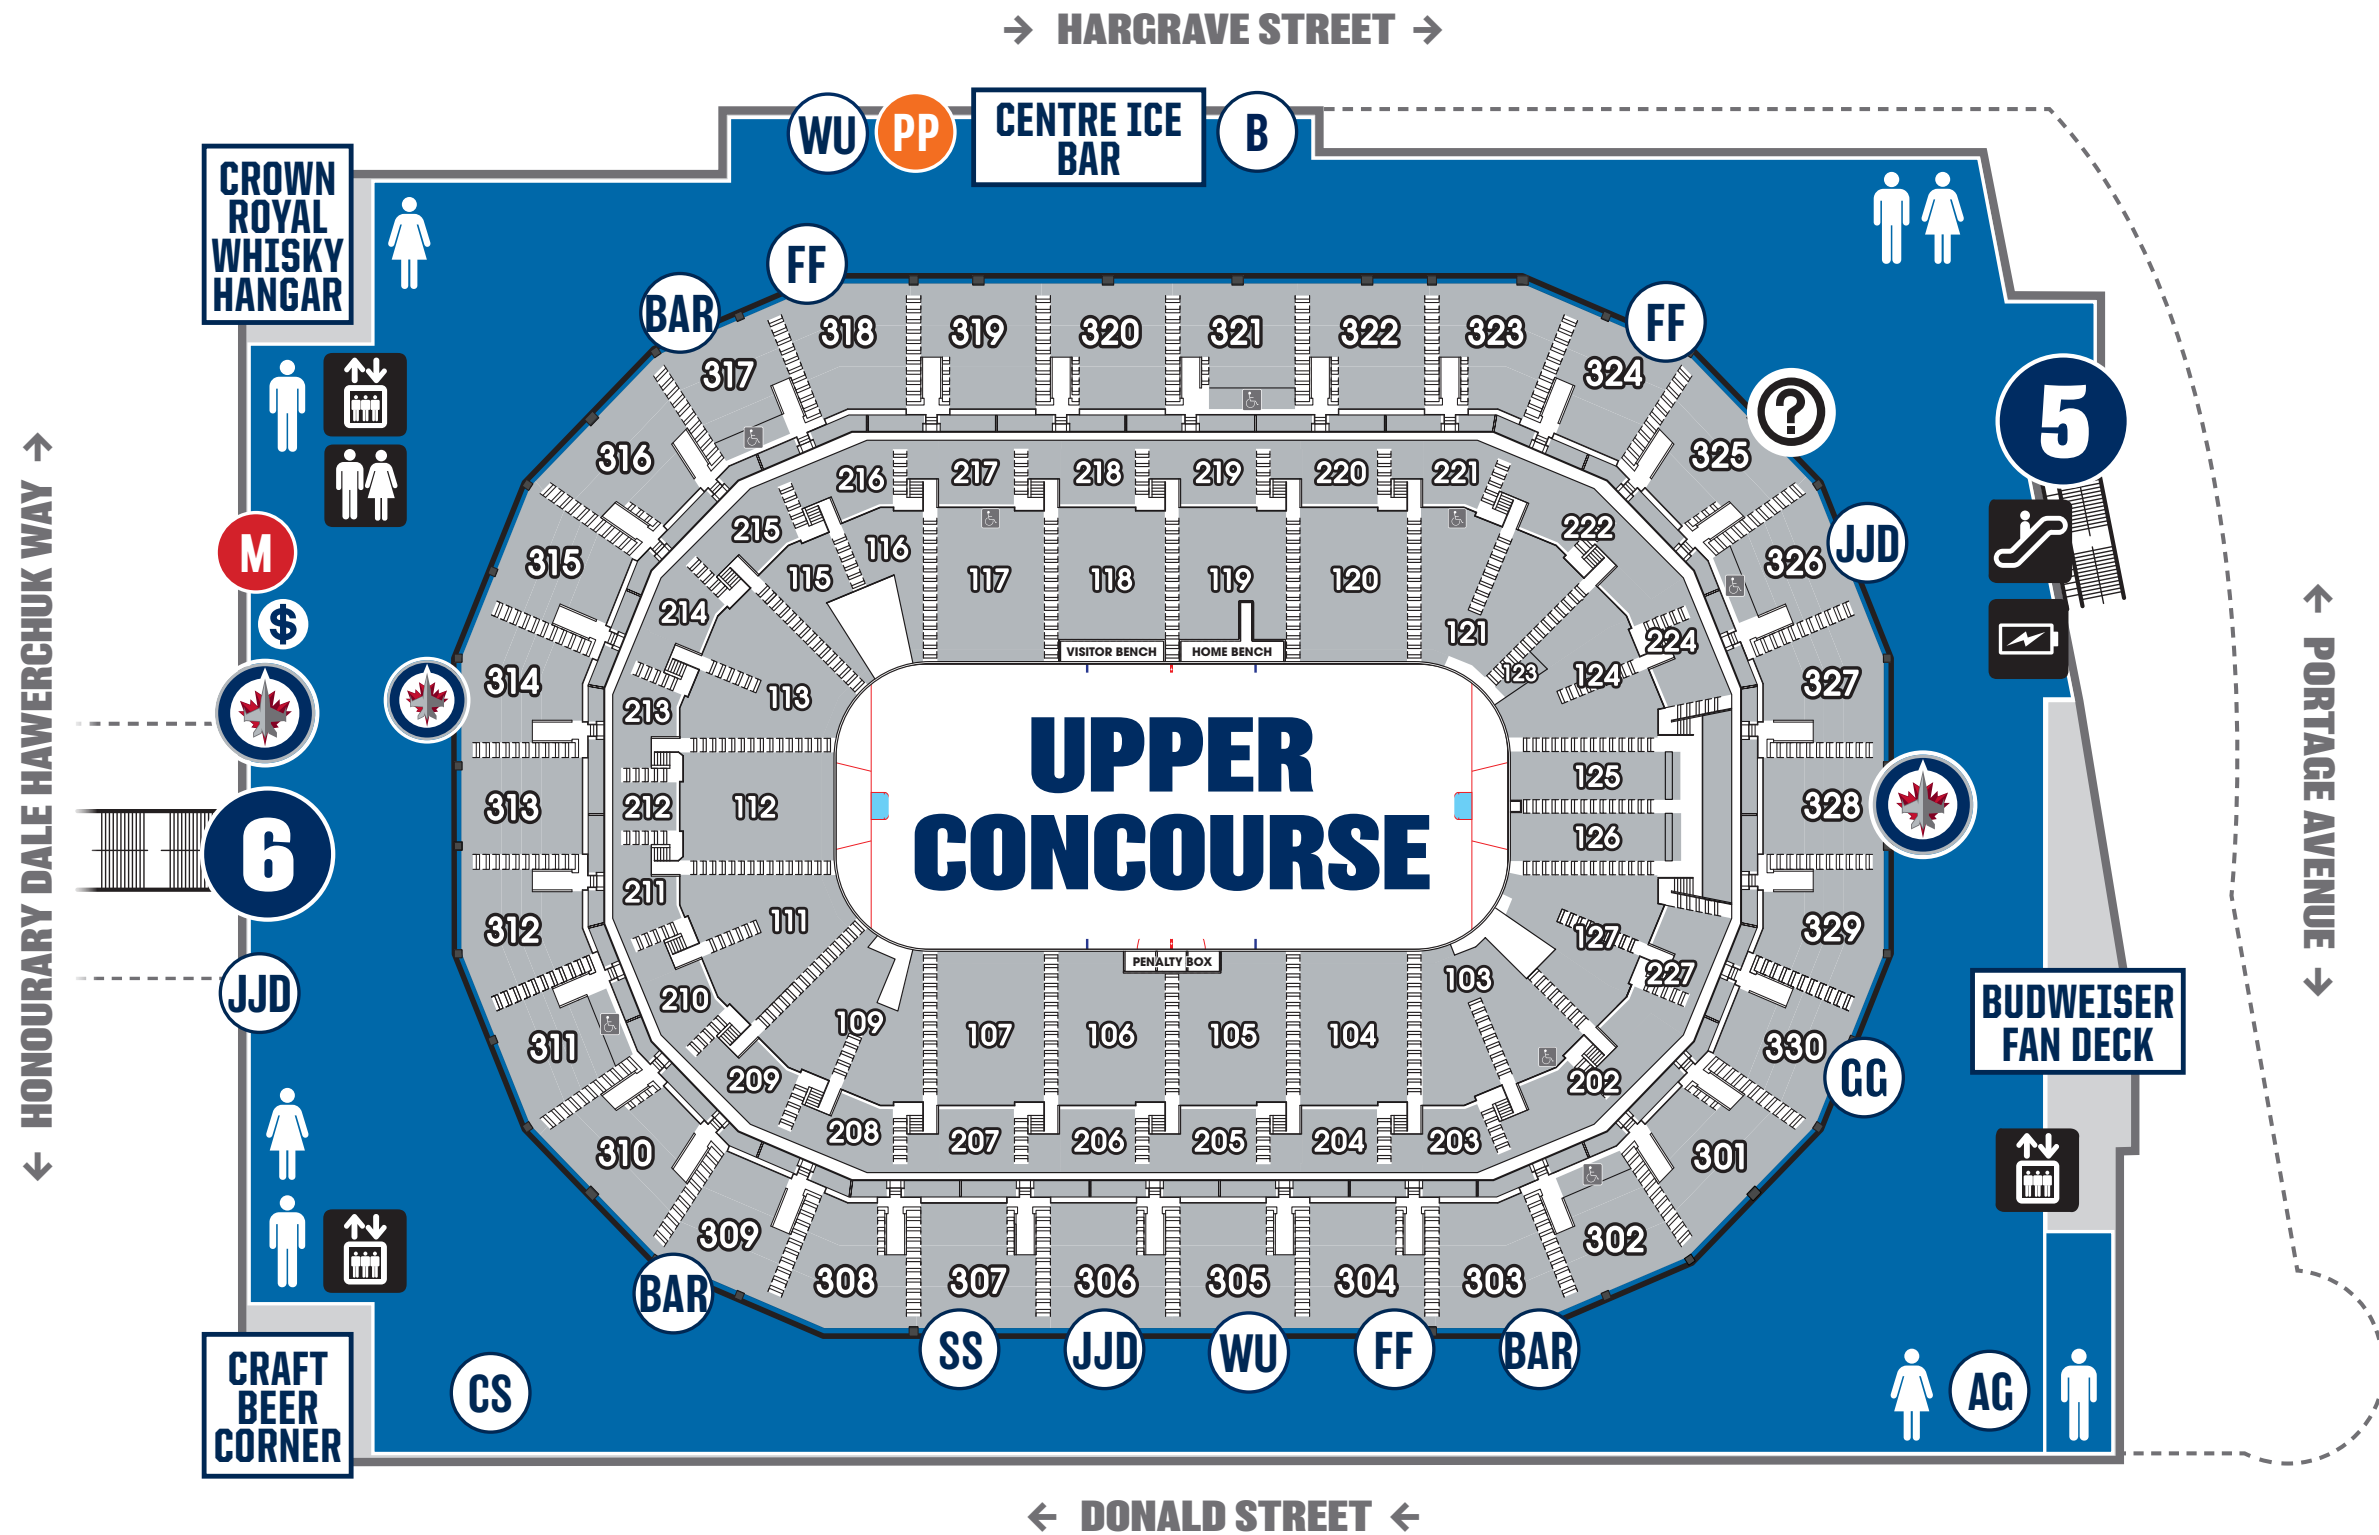 HARGRAVE STREET
WU
PP
CENTRE ICE
BAR
B
CROWN
ROYAL
WHISKY
HANGAR
FF
BAR
FF
318
319
320
321
322
323
317
324
316
325
?
5
216
217
218
219
220
221
215
222
315
326
JJD
M
116
115
117
118
119
120
$
214
121
224
VISITOR BENCH
HOME BENCH
123
124
314
113
213
327
UPPER
CONCOURSE
125
313
212
112
126
328
6
211
111
127
312
329
PENALTY BOX
227
JJD
210
103
BUDWEISER
FAN DECK
109
107
106
105
104
311
330
GG
209
202
208
207
206
205
204
203
310
301
309
302
308
307
306
305
304
303
BAR
SS
JJD
WU
FF
BAR
CRAFT
BEER
CORNER
CS
AG
DONALD STREET
HONOURARY DALE HAWERCHUK WAY
PORTAGE AVENUE